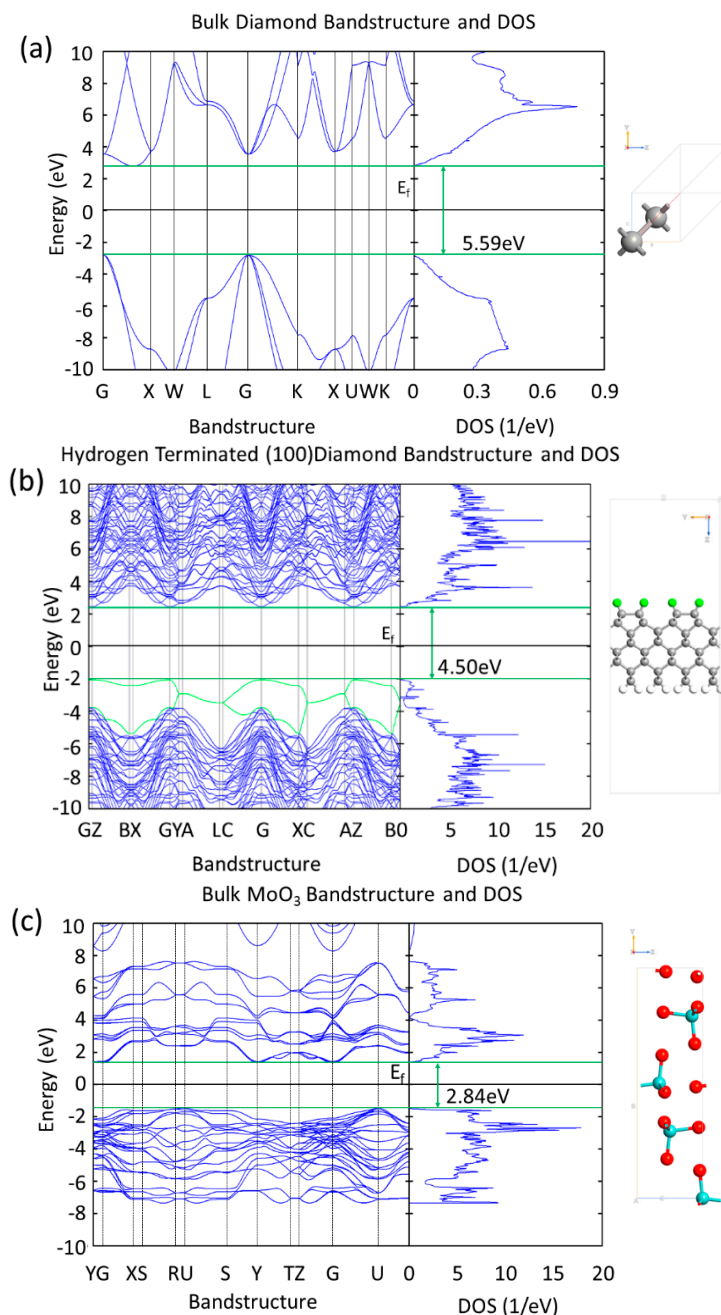 Bulk Diamond Bandstructure and DOS
(a)
Energy (eV)
10
8
6
4
2
0
-2
-4
-6
-8
-10
E_f
5.59eV
G X W L G K X U W K 0 0.3 0.6 0.9
Bandstructure DOS (1/eV)
Y
Z
Hydrogen Terminated (100)Diamond Bandstructure and DOS
(b)
Energy (eV)
10
8
6
4
2
0
-2
-4
-6
-8
-10
E_f
4.50eV
GZ BX GYA LC G XC AZ B0 5 10 15 20
Bandstructure DOS (1/eV)
Y
Bulk MoO₃ Bandstructure and DOS
(c)
Energy (eV)
10
8
6
4
2
0
-2
-4
-6
-8
-10
E_f
2.84eV
YG XS RU S Y TZ G U 0 5 10 15 20
Bandstructure DOS (1/eV)
Y